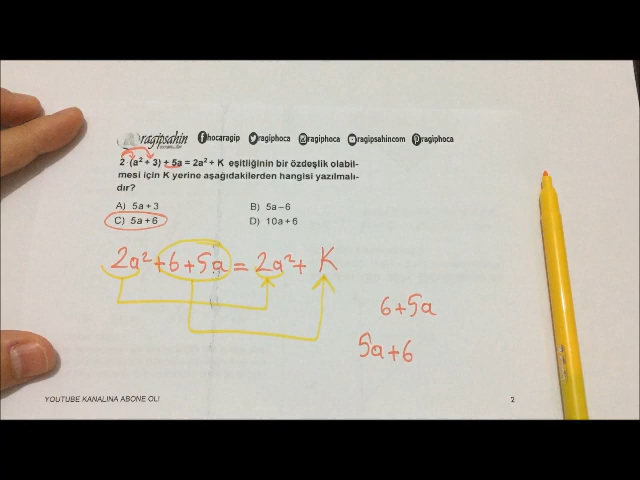 ragipsahin hocaragip ragiphoca ragiphoca ragipsahincom ragiphoca
2·(a² + 3) + 5a = 2a² + K eşitliğinin bir özdeşlik olabil-
mesi için K yerine aşağıdakilerden hangisi yazılmalı-
dır?
A) 5a + 3 B) 5a – 6
C) 5a + 6 D) 10a + 6
2a² + 6 + 5a = 2a² + K
6 + 5a
5a + 6
YOUTUBE KANALINA ABONE OL! 2